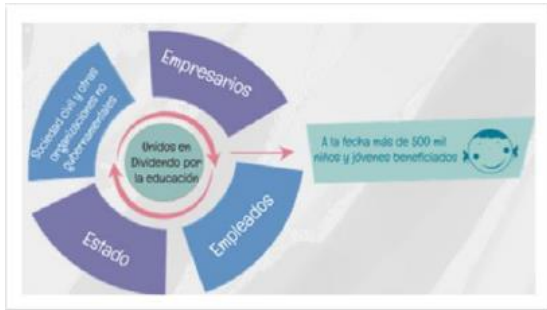 Empresarios
Sociedad civil y otras
organizaciones no
gubernamentales
Unidos en
Dividendo por
la educación
A la fecha más de 500 mil
niños y jóvenes beneficiados
Estado
Empleados